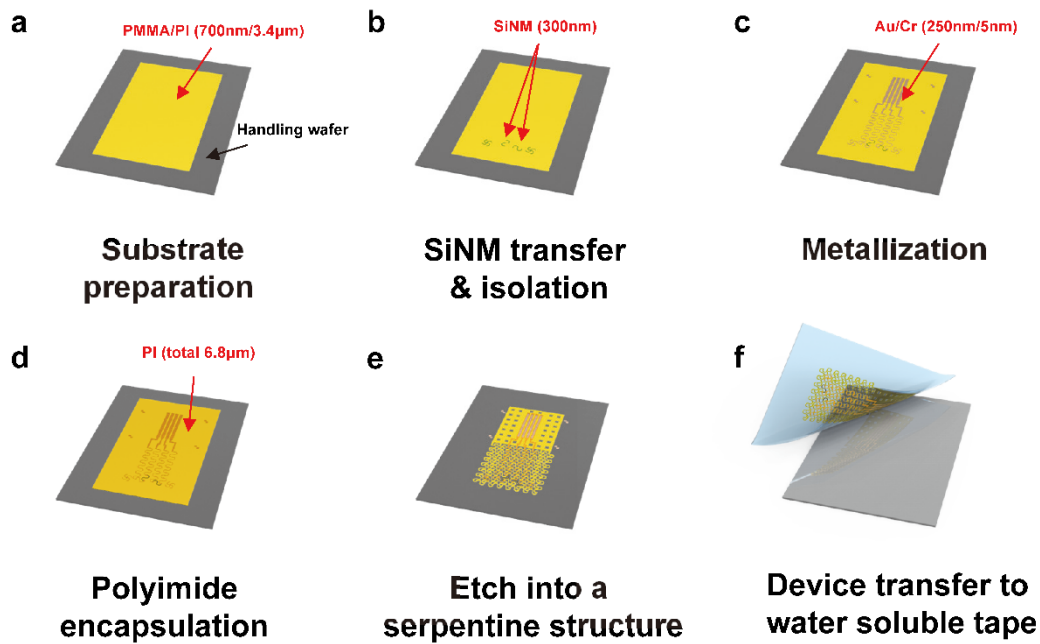 a
PMMA/PI (700nm/3.4μm)
Handling wafer
Substrate
preparation
b
SiNM (300nm)
SiNM transfer
& isolation
c
Au/Cr (250nm/5nm)
Metallization
d
PI (total 6.8μm)
Polyimide
encapsulation
e
Etch into a
serpentine structure
f
Device transfer to
water soluble tape